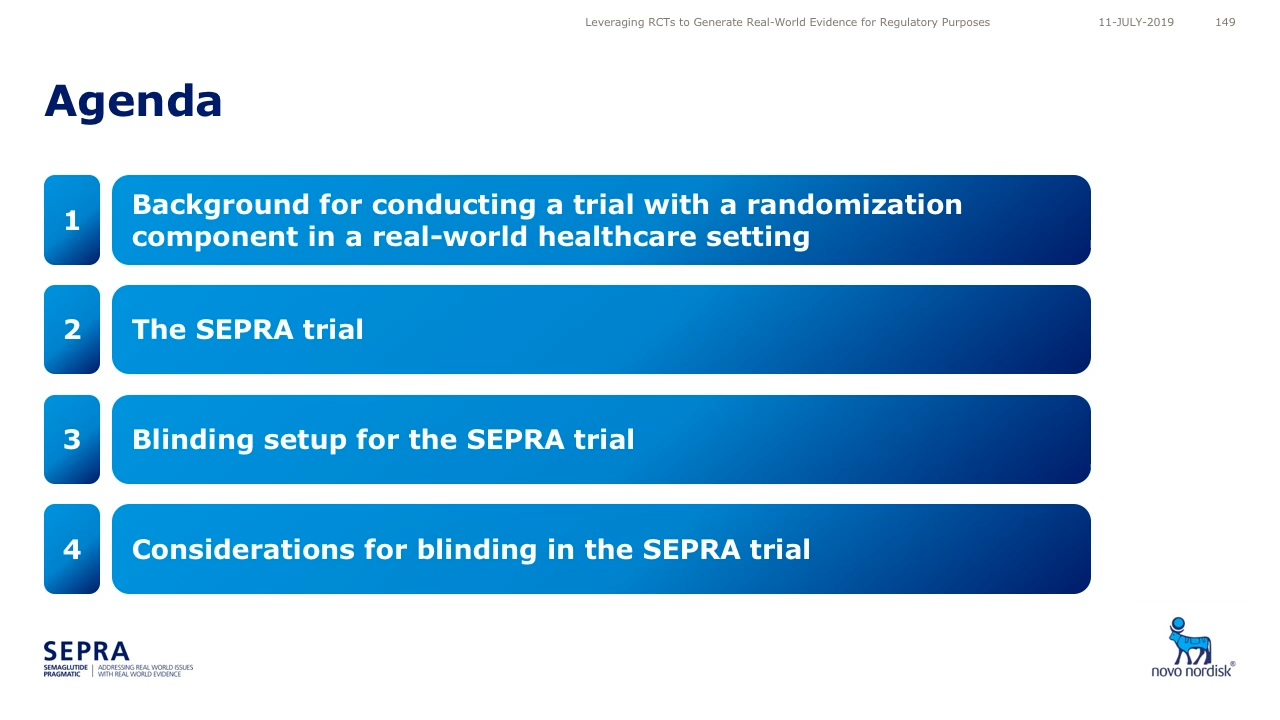 Leveraging RCTs to Generate Real-World Evidence for Regulatory Purposes 11-JULY-2019 149
Agenda
1 Background for conducting a trial with a randomization
component in a real-world healthcare setting
2 The SEPRA trial
3 Blinding setup for the SEPRA trial
4 Considerations for blinding in the SEPRA trial
SEPRA
SEMAGLUTIDE | ADDRESSING REAL WORLD ISSUES
PRAGMATIC | WITH REAL WORLD EVIDENCE
novo nordisk®